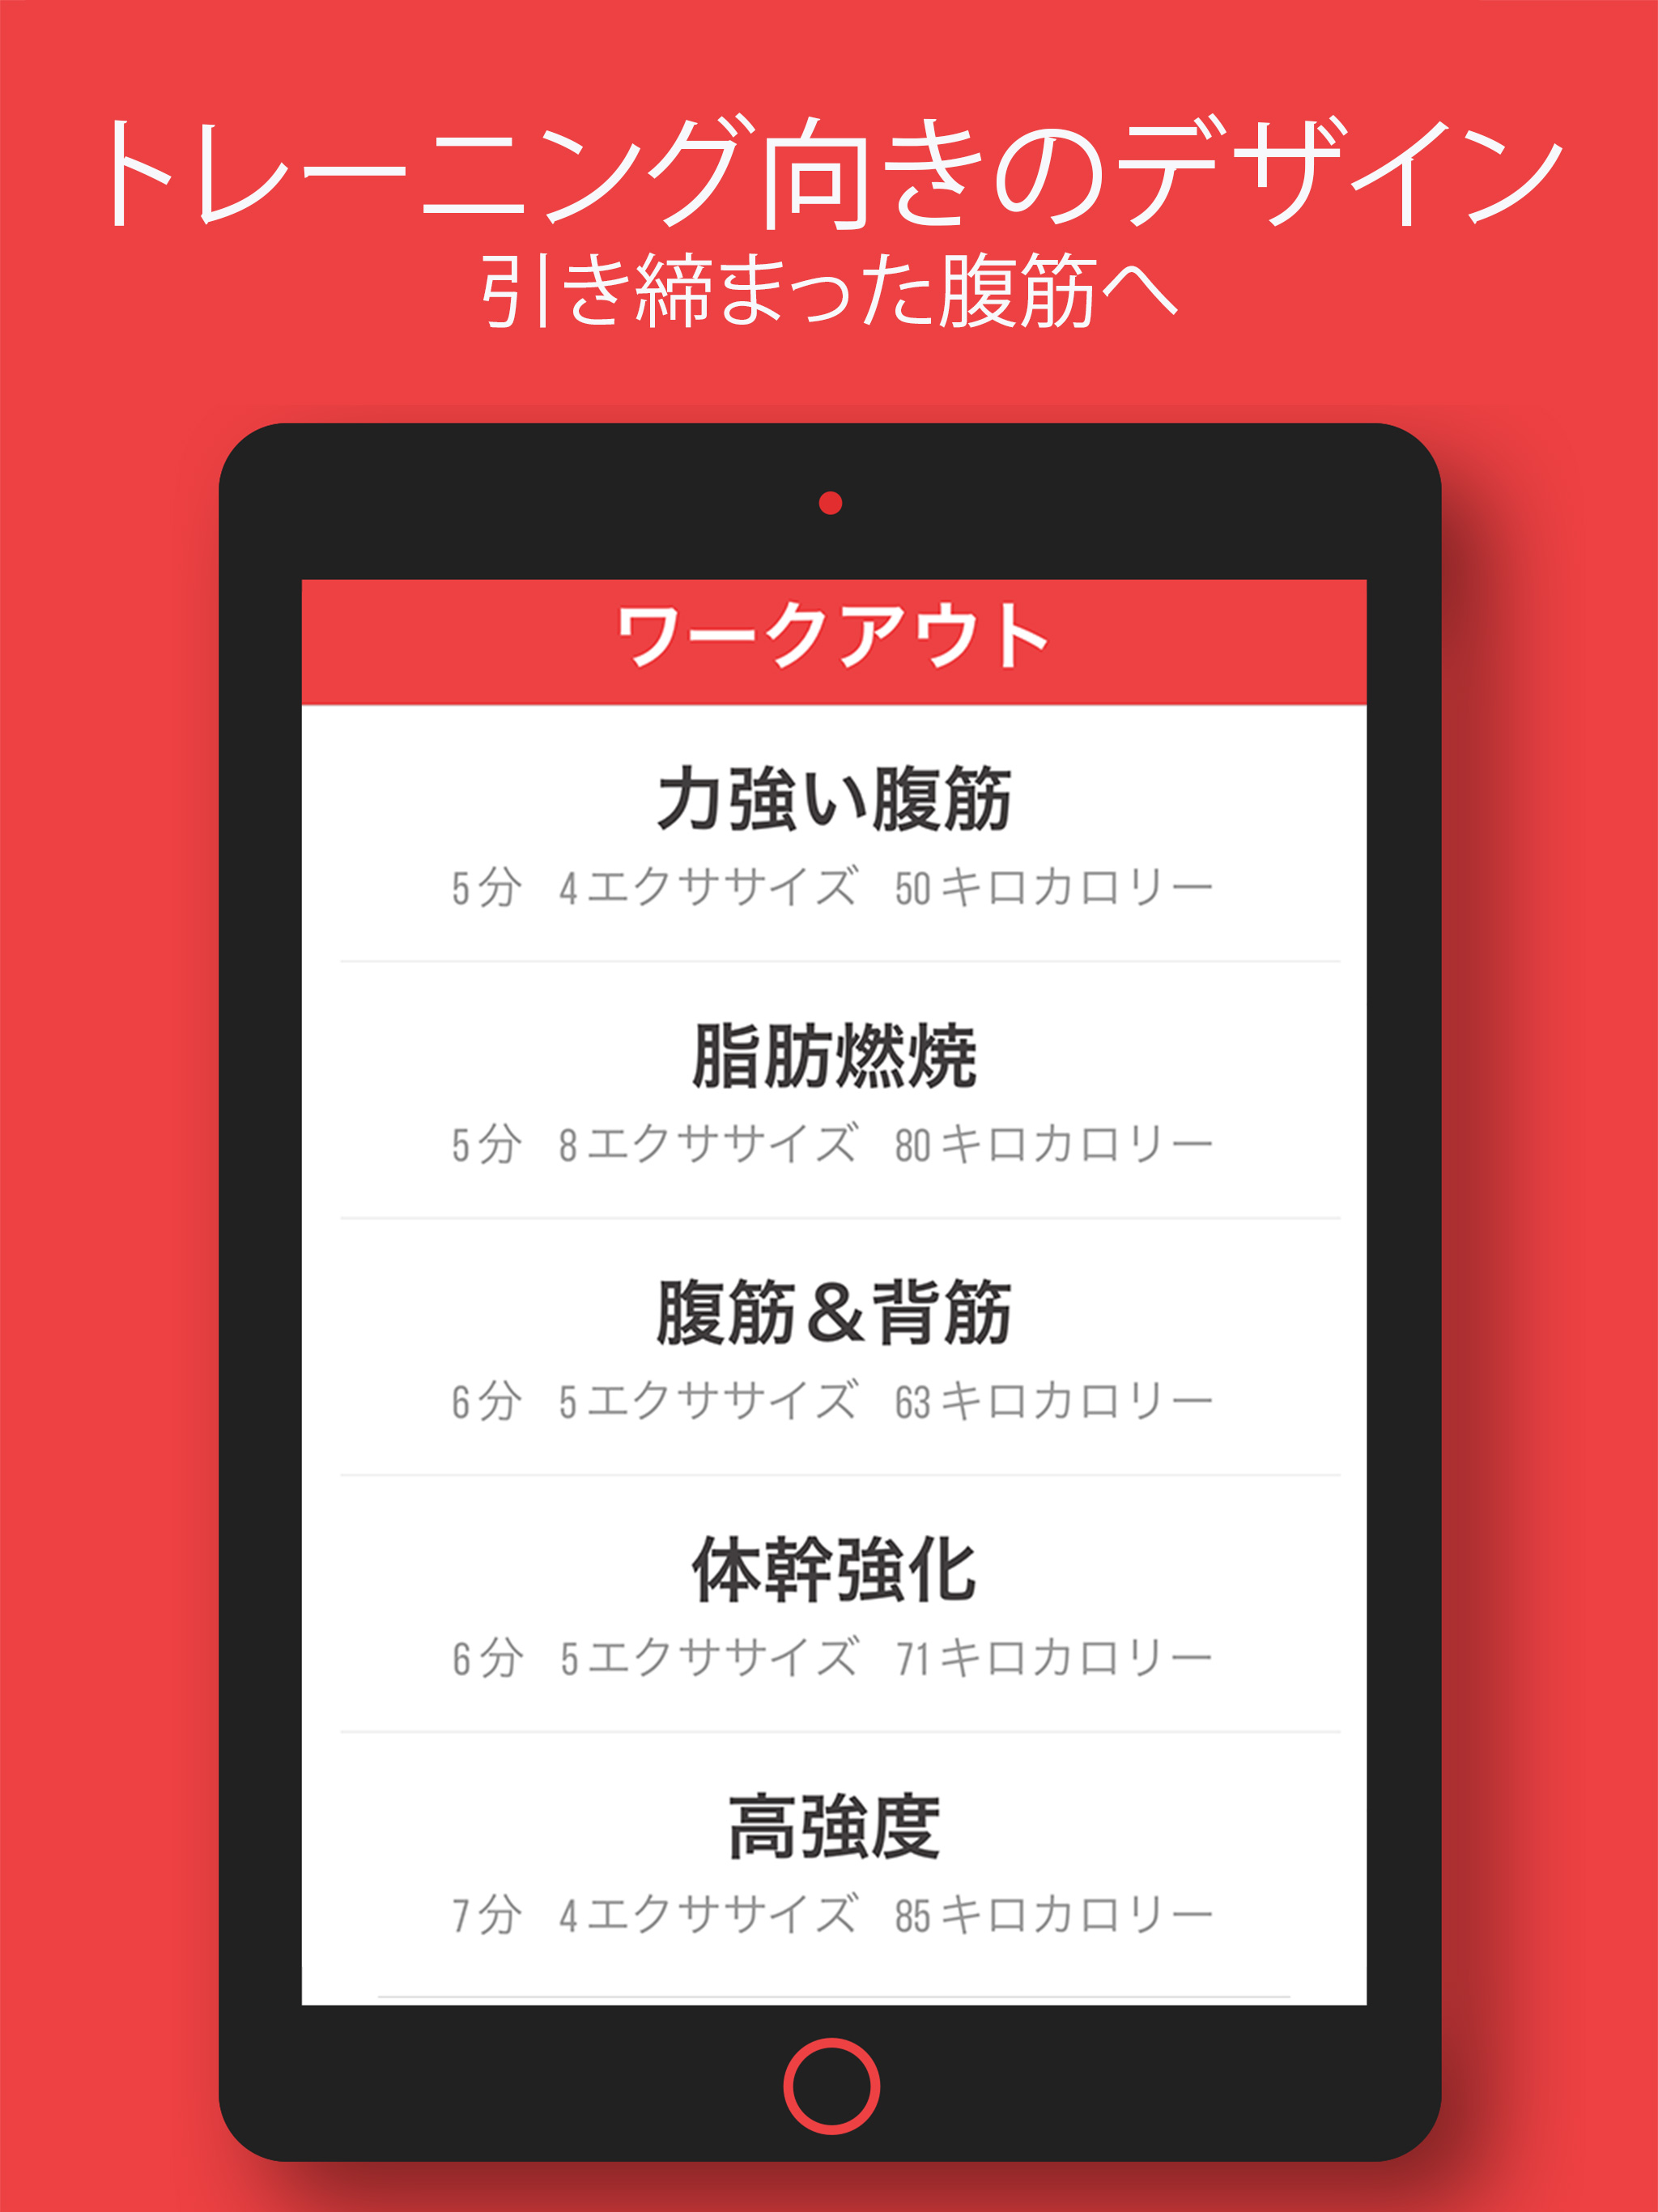 トレーニング向きのデザイン
引き締まった腹筋へ
ワークアウト
力強い腹筋
5分 4エクササイズ 50キロカロリー
脂肪燃焼
5分 8エクササイズ 80キロカロリー
腹筋＆背筋
6分 5エクササイズ 63キロカロリー
体幹強化
6分 5エクササイズ 71キロカロリー
高強度
7分 4エクササイズ 85キロカロリー